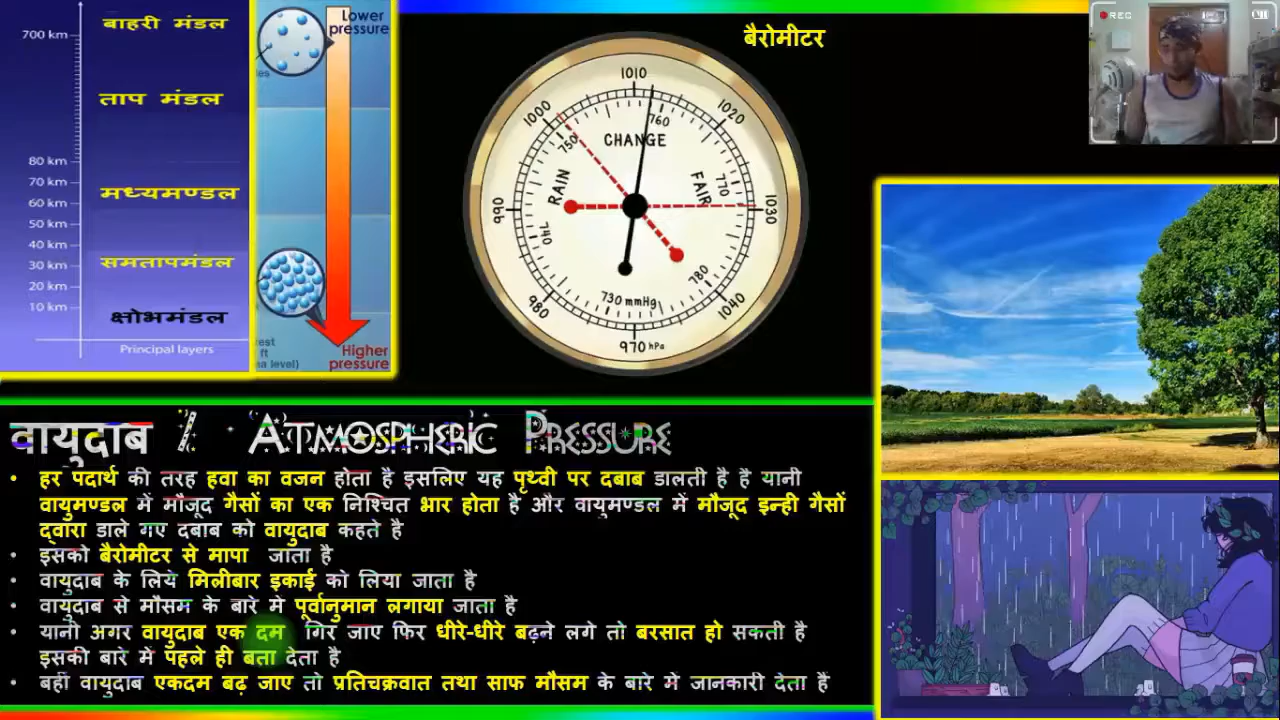 बाहरी मंडल
700 km
ताप मंडल
80 km
70 km
मध्यमण्डल
60 km
50 km
40 km
समतापमंडल
30 km
20 km
10 km
क्षोभमंडल
Principal layers
Lower
pressure
Higher
pressure
ft
बैरोमीटर
1010
1000
1020
760
750
CHANGE
RAIN
FAIR
770
990
1030
740
780
730 mmHg
980
1040
970 hPa
REC
वायुदाब / Atmospheric Pressure
• हर पदार्थ की तरह हवा का वजन होता है इसलिए यह पृथ्वी पर दबाब डालती है है यानी
वायुमण्डल में मौजूद गैसों का एक निश्चित भार होता है और वायुमण्डल में मौजूद इन्ही गैसों
द्वारा डाले गए दबाब को वायुदाब कहते है
• इसको बैरोमीटर से मापा जाता है
• वायुदाब के लिये मिलीबार इकाई को लिया जाता है
• वायुदाब से मौसम के बारे में पूर्वानुमान लगाया जाता है
• यानी अगर वायुदाब एक दम गिर जाए फिर धीरे-धीरे बढ़ने लगे तो बरसात हो सकती है
इसकी बारे में पहले ही बता देता है
• बहीं वायुदाब एकदम बढ़ जाए तो प्रतिचक्रवात तथा साफ मौसम के बारे में जानकारी देता है